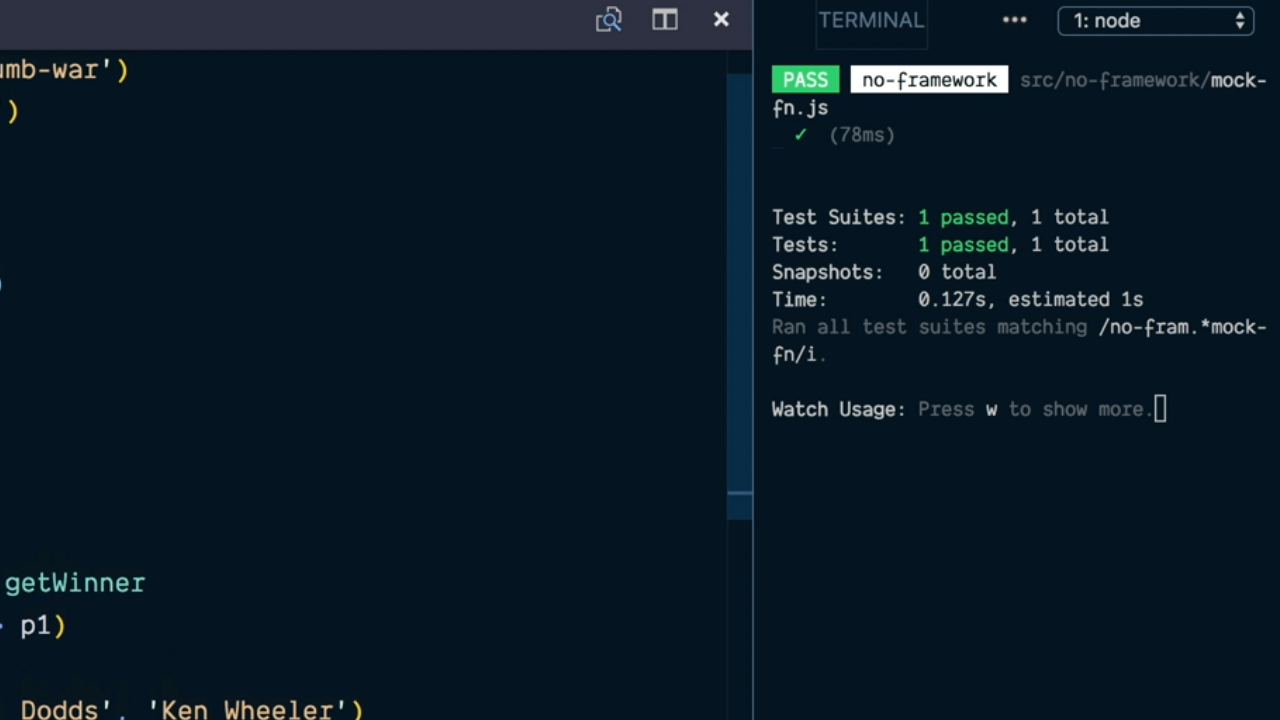 TERMINAL ••• 1: node
umb-war')
')
getWinner
p1)
Dodds', 'Ken Wheeler')
PASS no-framework src/no-framework/mock-
fn.js
✓ (78ms)
Test Suites: 1 passed, 1 total
Tests: 1 passed, 1 total
Snapshots: 0 total
Time: 0.127s, estimated 1s
Ran all test suites matching /no-fram.*mock-
fn/i.
Watch Usage: Press w to show more.